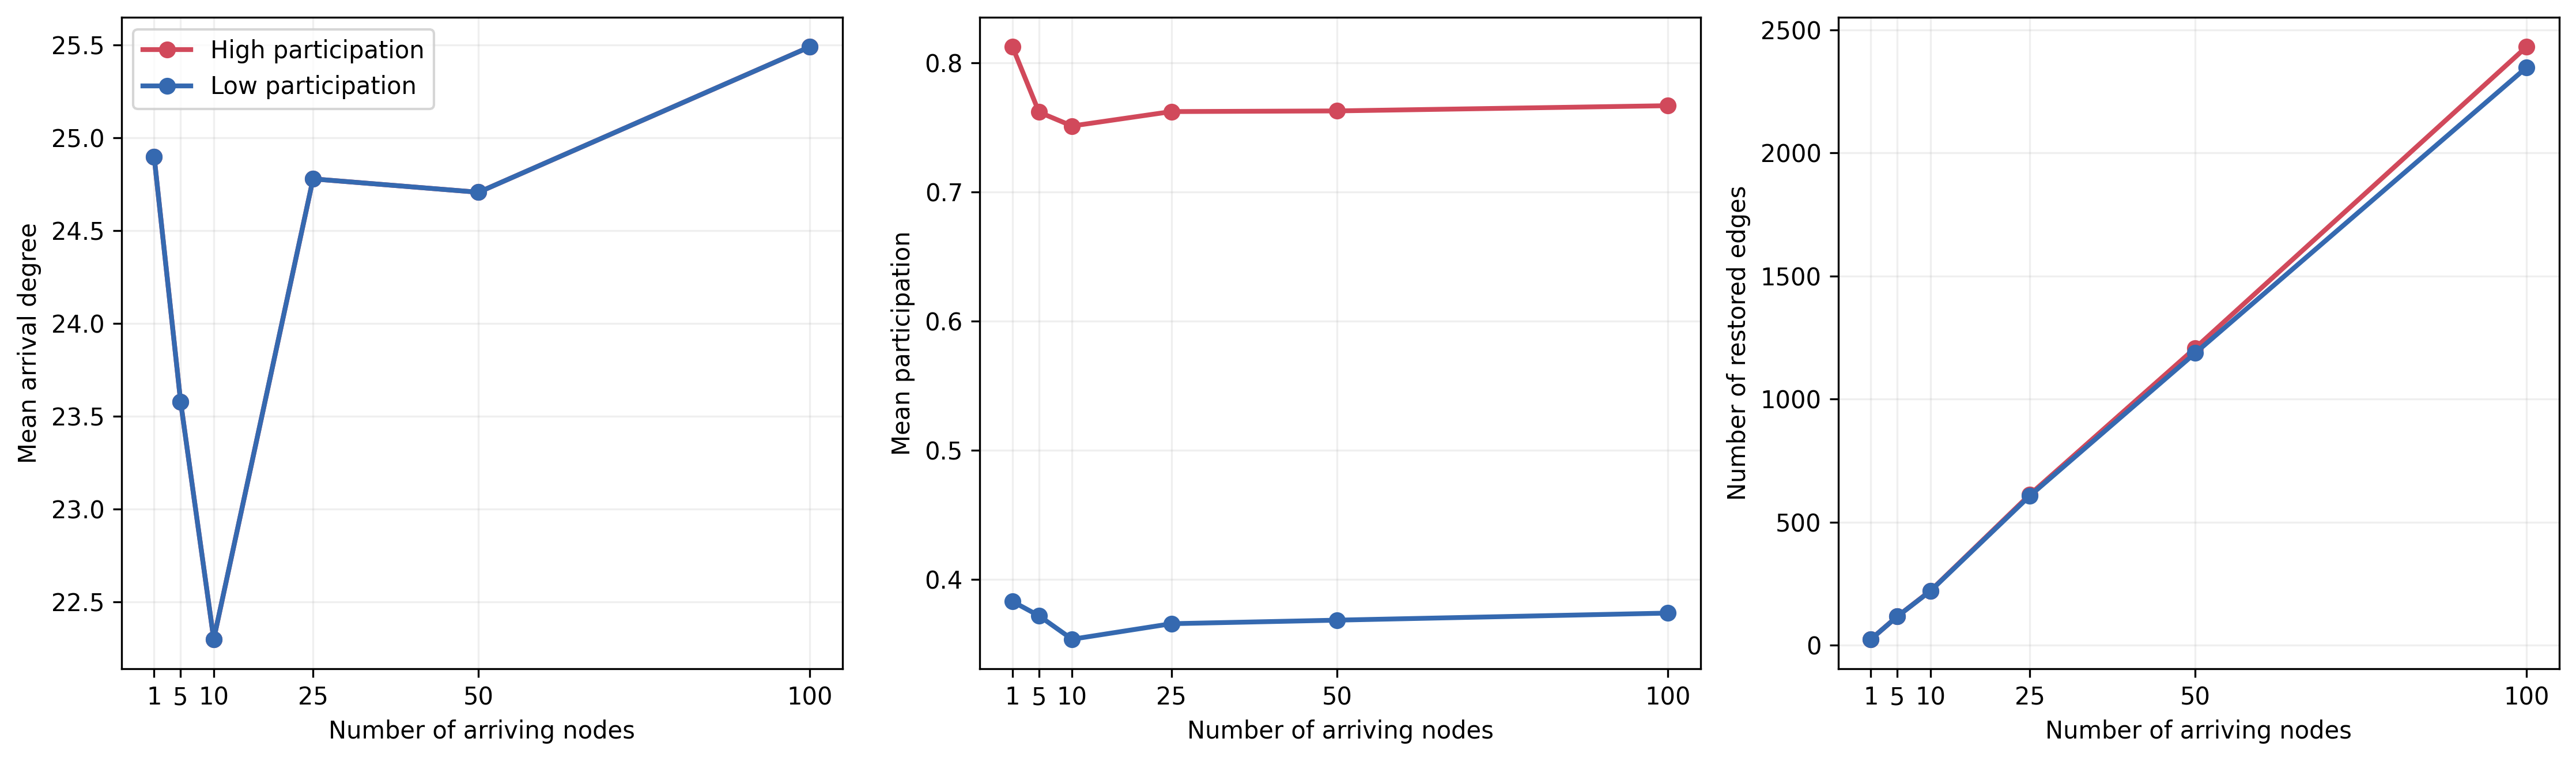 High participation
Low participation
Mean arrival degree
25.5
25.0
24.5
24.0
23.5
23.0
22.5
1 5 10 25 50 100
Number of arriving nodes
Mean participation
0.8
0.7
0.6
0.5
0.4
1 5 10 25 50 100
Number of arriving nodes
Number of restored edges
2500
2000
1500
1000
500
0
1 5 10 25 50 100
Number of arriving nodes